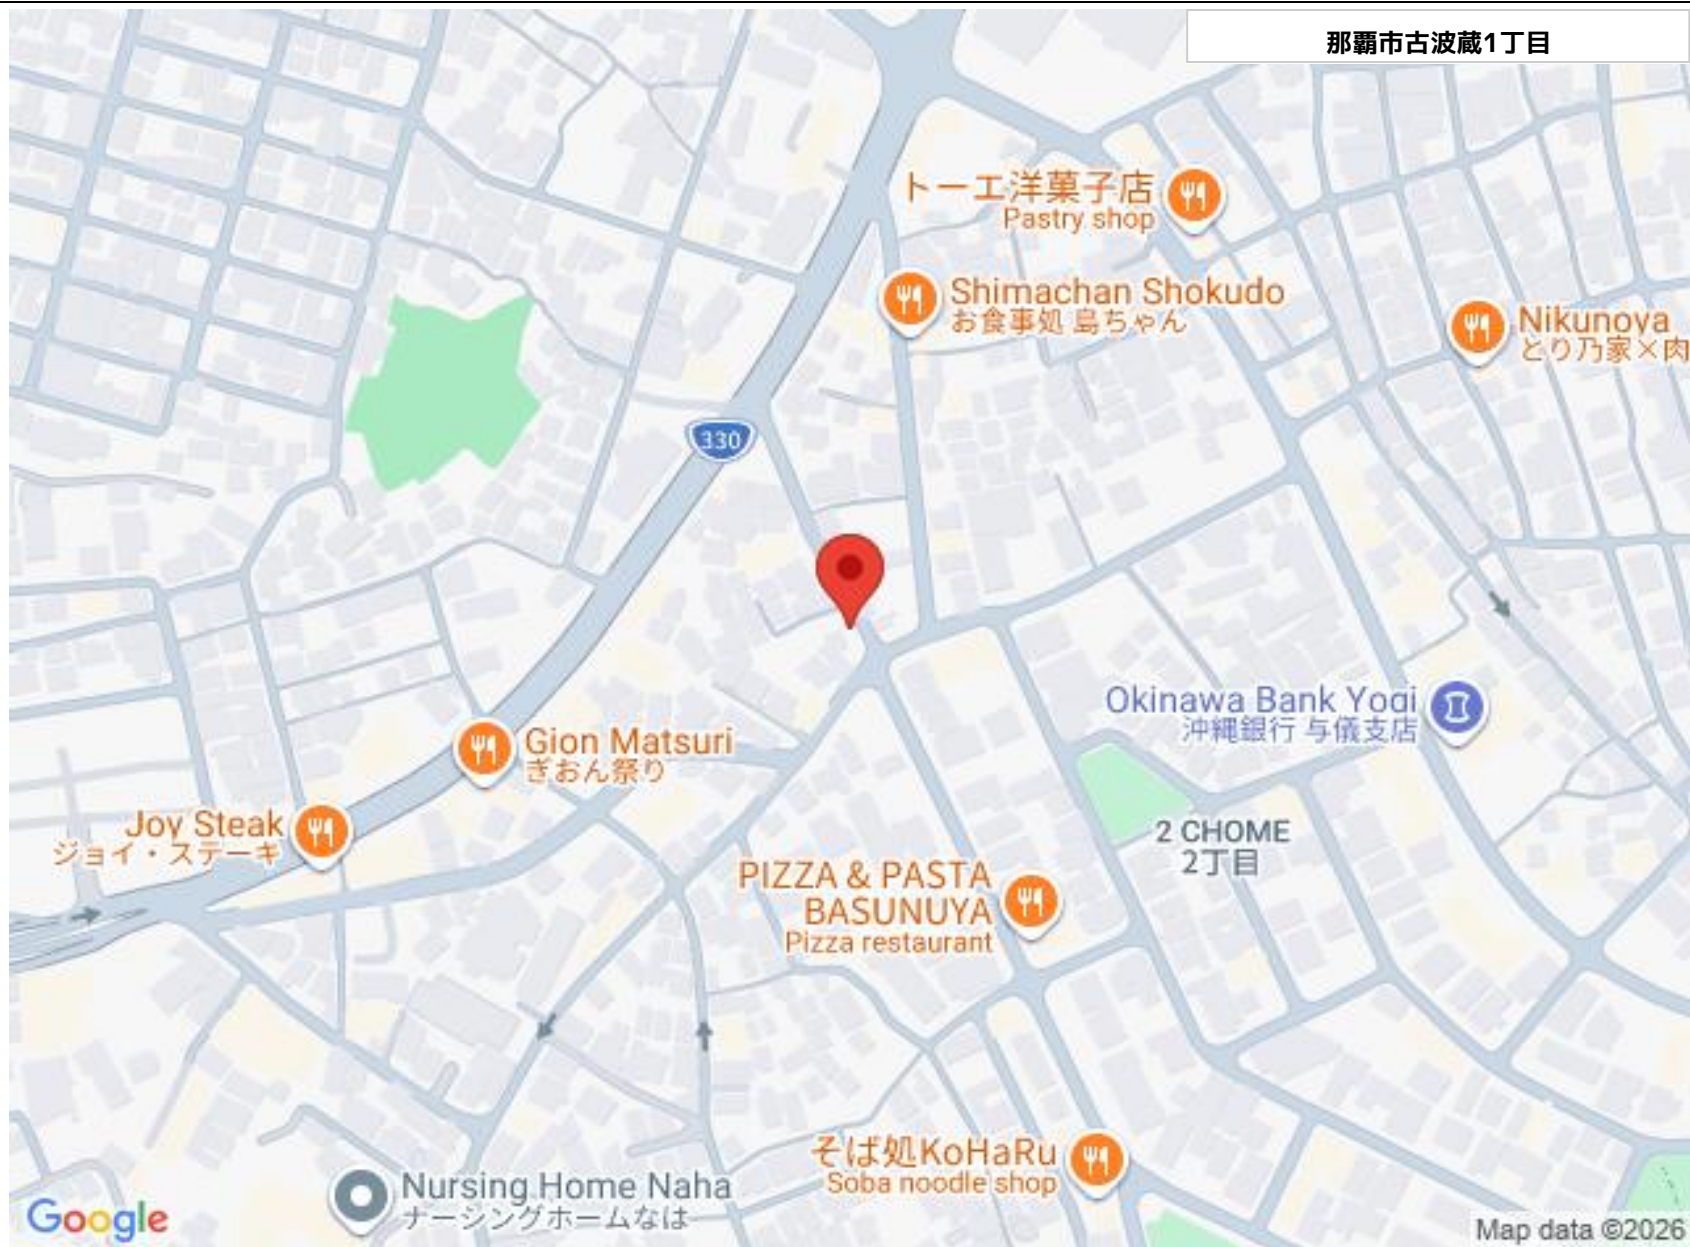 那覇市古波蔵1丁目
トーエ洋菓子店
Pastry shop
Shimachan Shokudo
お食事処 島ちゃん
Nikunoya
とり乃家×肉
330
Okinawa Bank Yogi
沖縄銀行 与儀支店
Gion Matsuri
ぎおん祭り
Joy Steak
ジョイ・ステーキ
2 CHOME
2丁目
PIZZA & PASTA
BASUNUYA
Pizza restaurant
そば処KoHaRu
Soba noodle shop
Nursing Home Naha
ナーシングホームなは
Google
Map data ©2026